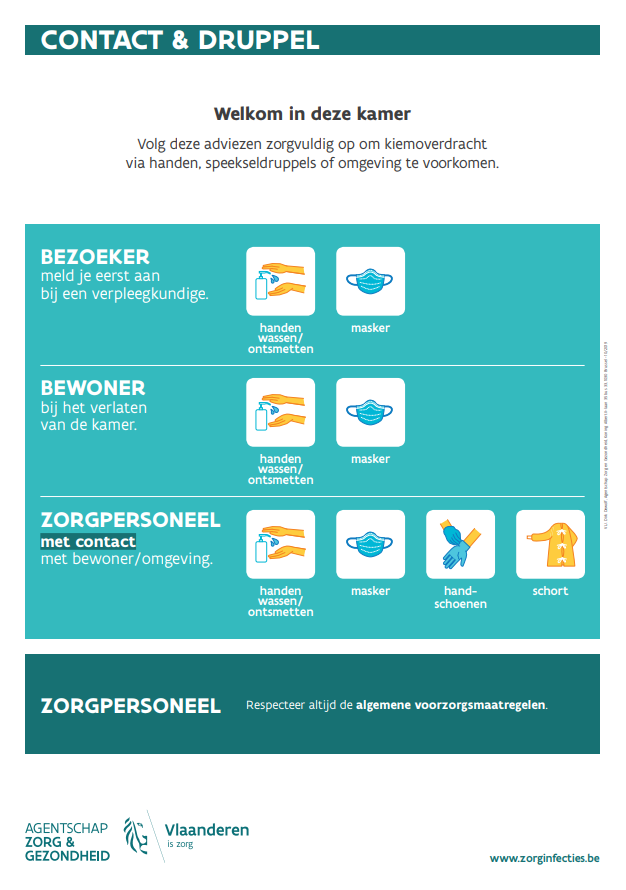 CONTACT & DRUPPEL
Welkom in deze kamer
Volg deze adviezen zorgvuldig op om kiemoverdracht
via handen, speekseldruppels of omgeving te voorkomen.
BEZOEKER
meld je eerst aan
bij een verpleegkundige.
handen
wassen/
ontsmetten
masker
BEWONER
bij het verlaten
van de kamer.
handen
wassen/
ontsmetten
masker
ZORGPERSONEEL
met contact
met bewoner/omgeving.
handen
wassen/
ontsmetten
masker
hand-
schoenen
schort
ZORGPERSONEEL
Respecteer altijd de algemene voorzorgsmaatregelen.
AGENTSCHAP
ZORG &
GEZONDHEID
Vlaanderen
is zorg
www.zorginfecties.be